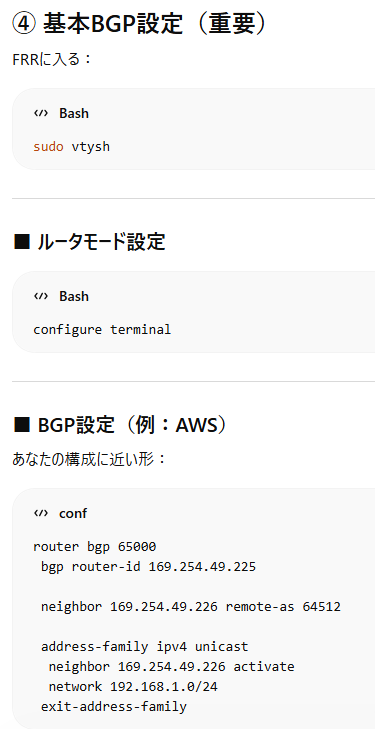 ④ 基本BGP設定（重要）
FRRに入る：
Bash
sudo vtysh
■ ルータモード設定
Bash
configure terminal
■ BGP設定（例：AWS）
あなたの構成に近い形：
conf
router bgp 65000
 bgp router-id 169.254.49.225
 neighbor 169.254.49.226 remote-as 64512
 address-family ipv4 unicast
  neighbor 169.254.49.226 activate
  network 192.168.1.0/24
 exit-address-family